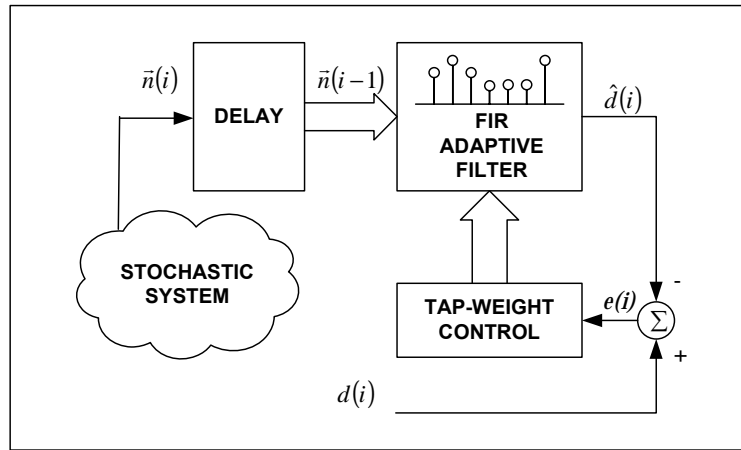 n⃗(i)
DELAY
n⃗(i−1)
FIR
ADAPTIVE
FILTER
d̂(i)
STOCHASTIC
SYSTEM
TAP-WEIGHT
CONTROL
e(i)
-
Σ
+
d(i)